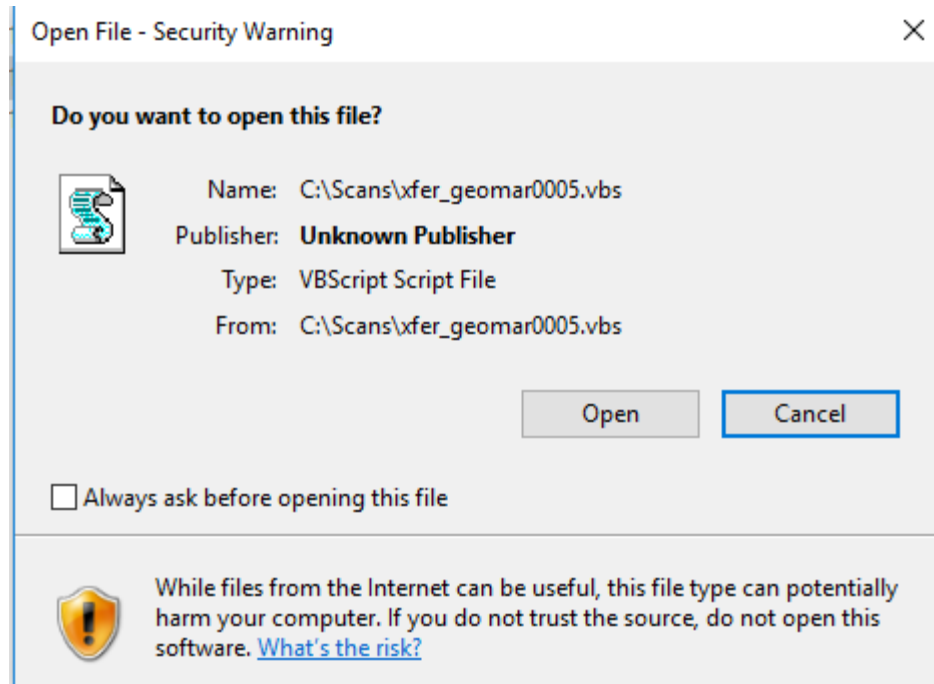 Open File - Security Warning
Do you want to open this file?
Name: C:\Scans\xfer_geomar0005.vbs
Publisher: Unknown Publisher
Type: VBScript Script File
From: C:\Scans\xfer_geomar0005.vbs
Open Cancel
Always ask before opening this file
While files from the Internet can be useful, this file type can potentially
harm your computer. If you do not trust the source, do not open this
software. What's the risk?